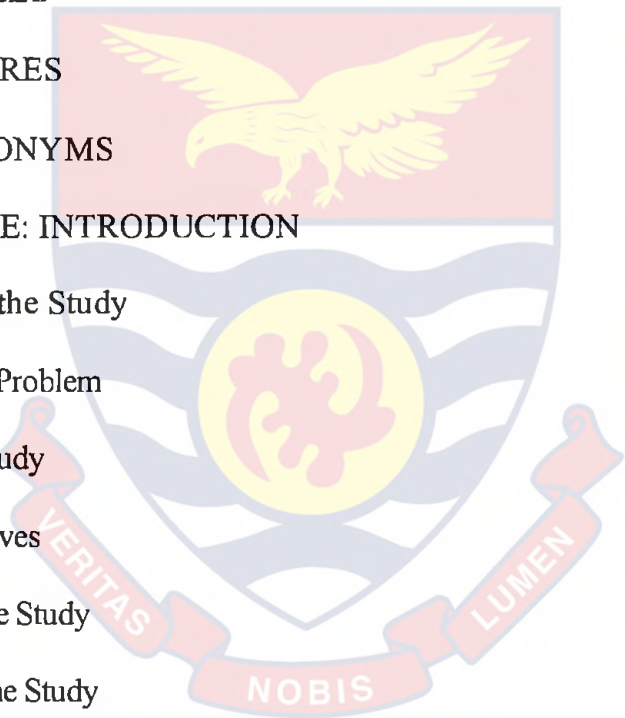 RES
ONYMS
E: INTRODUCTION
the Study
Problem
udy
ves
e Study
he Study
VERITAS
NOBIS
LUMEN